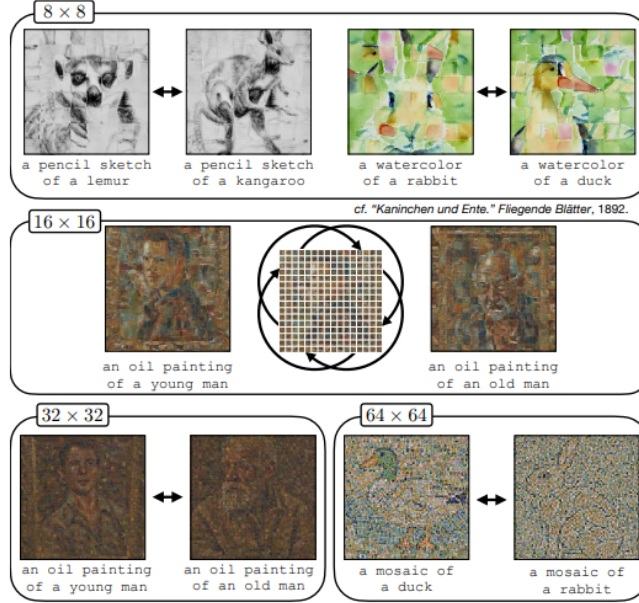 8 × 8
a pencil sketch
of a lemur
a pencil sketch
of a kangaroo
a watercolor
of a rabbit
a watercolor
of a duck
cf. “Kaninchen und Ente.” Fliegende Blätter, 1892.
16 × 16
an oil painting
of a young man
an oil painting
of an old man
32 × 32
64 × 64
an oil painting
of a young man
an oil painting
of an old man
a mosaic of
a duck
a mosaic of
a rabbit